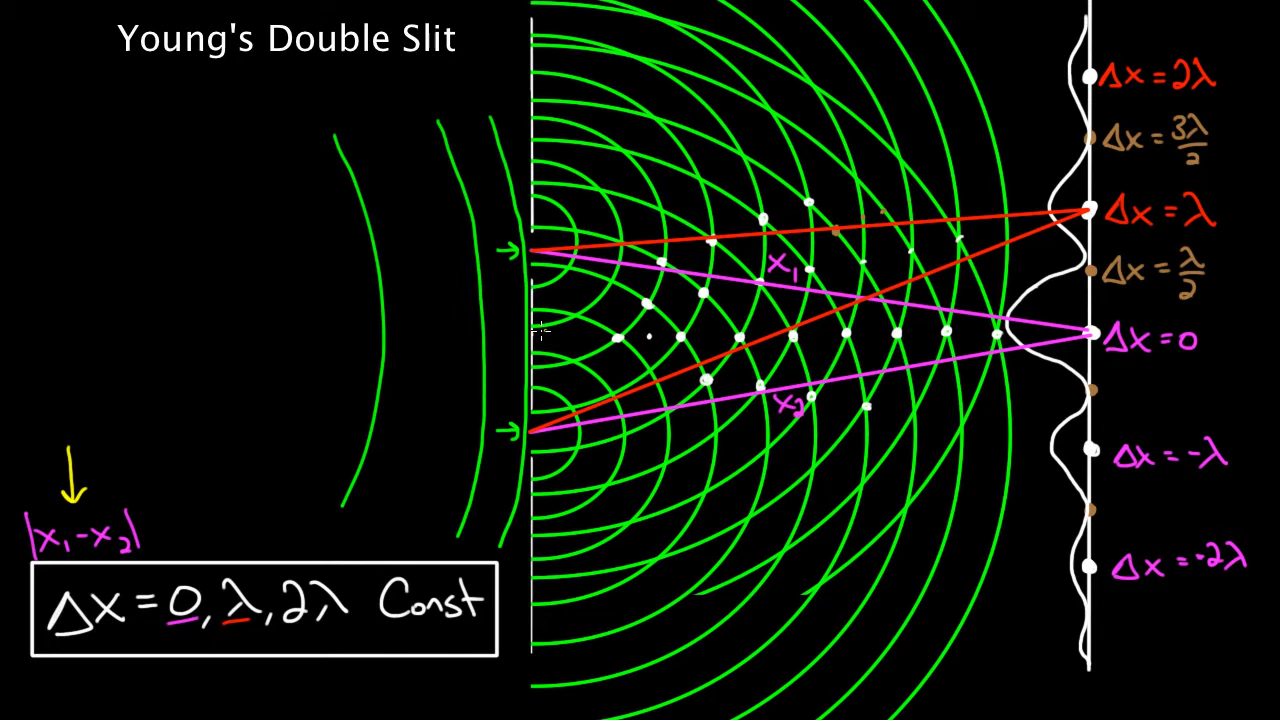 Young's Double Slit
Δx = 2λ
Δx = 3λ/2
Δx = λ
x₁
Δx = λ/2
Δx = 0
x₂
Δx = -λ
|x₁-x₂|
Δx = -2λ
Δx = 0, λ, 2λ Const